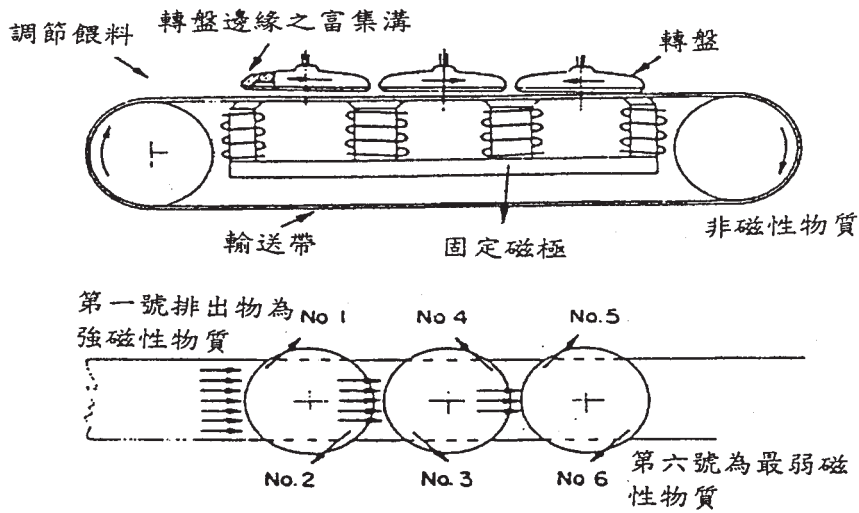 調節餵料
轉盤邊緣之富集溝
轉盤
輸送帶
固定磁極
非磁性物質
第一號排出物為
強磁性物質
No 1
No 4
No.5
No.2
No.3
No 6
第六號為最弱磁
性物質